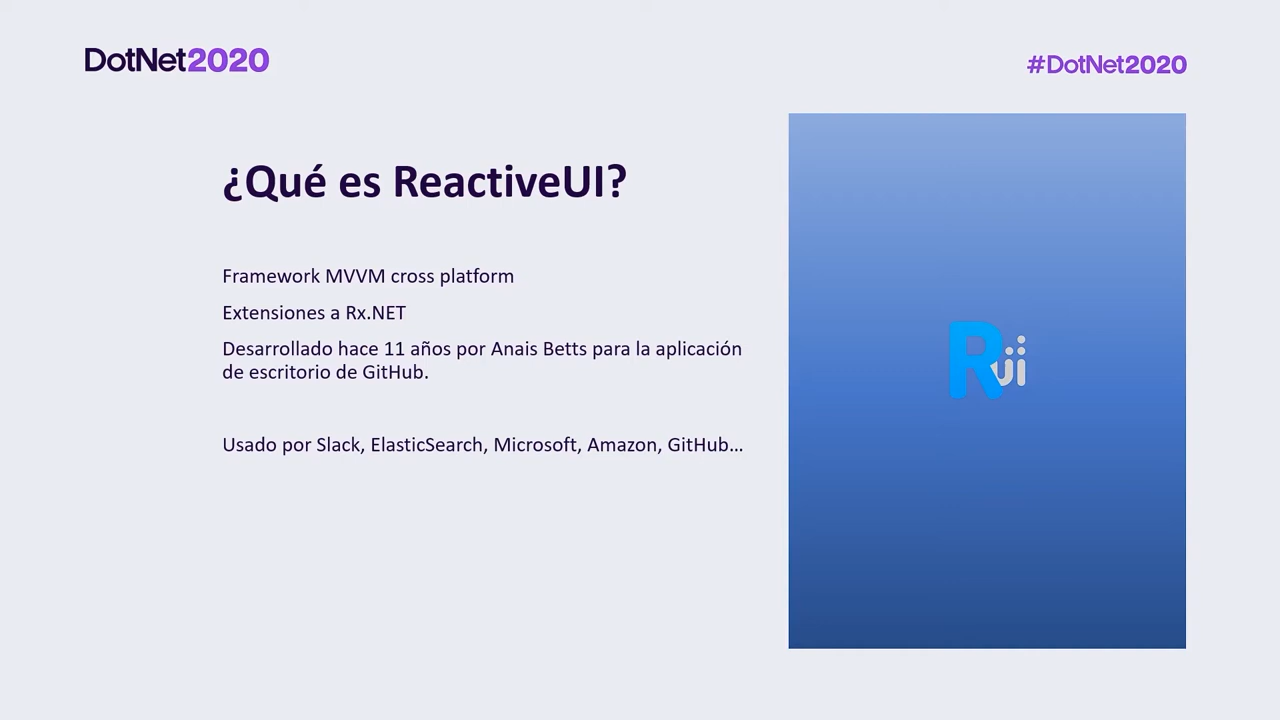 DotNet2020
#DotNet2020
¿Qué es ReactiveUI?
Framework MVVM cross platform
Extensiones a Rx.NET
Desarrollado hace 11 años por Anais Betts para la aplicación
de escritorio de GitHub.
Usado por Slack, ElasticSearch, Microsoft, Amazon, GitHub…
Rui